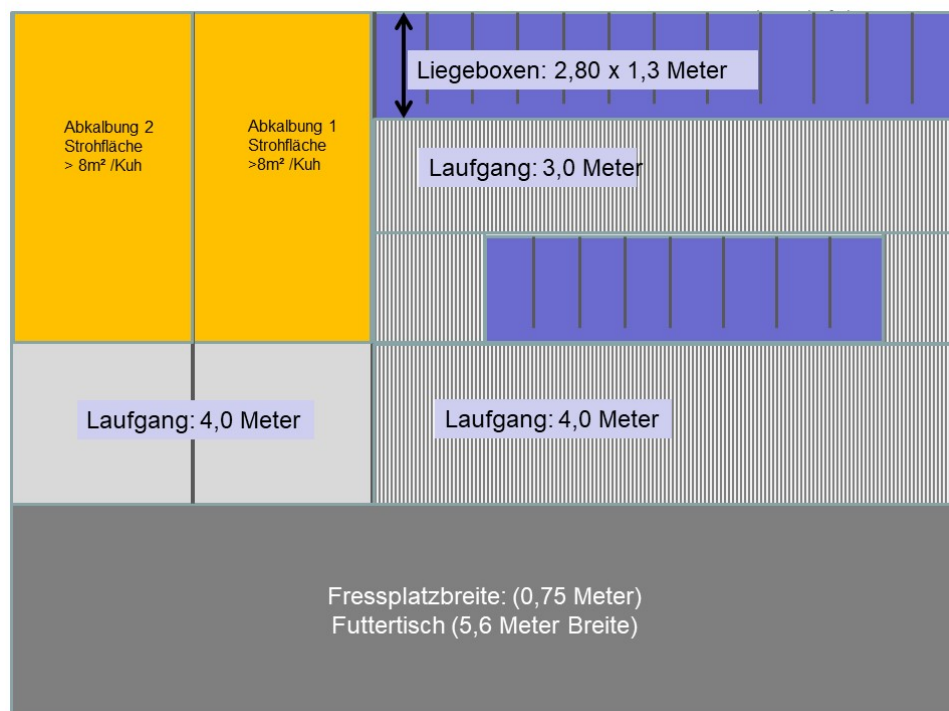 Liegeboxen: 2,80 x 1,3 Meter
Abkalbung 2
Strohfläche
> 8m² /Kuh
Abkalbung 1
Strohfläche
>8m² /Kuh
Laufgang: 3,0 Meter
Laufgang: 4,0 Meter
Laufgang: 4,0 Meter
Fressplatzbreite: (0,75 Meter)
Futtertisch (5,6 Meter Breite)